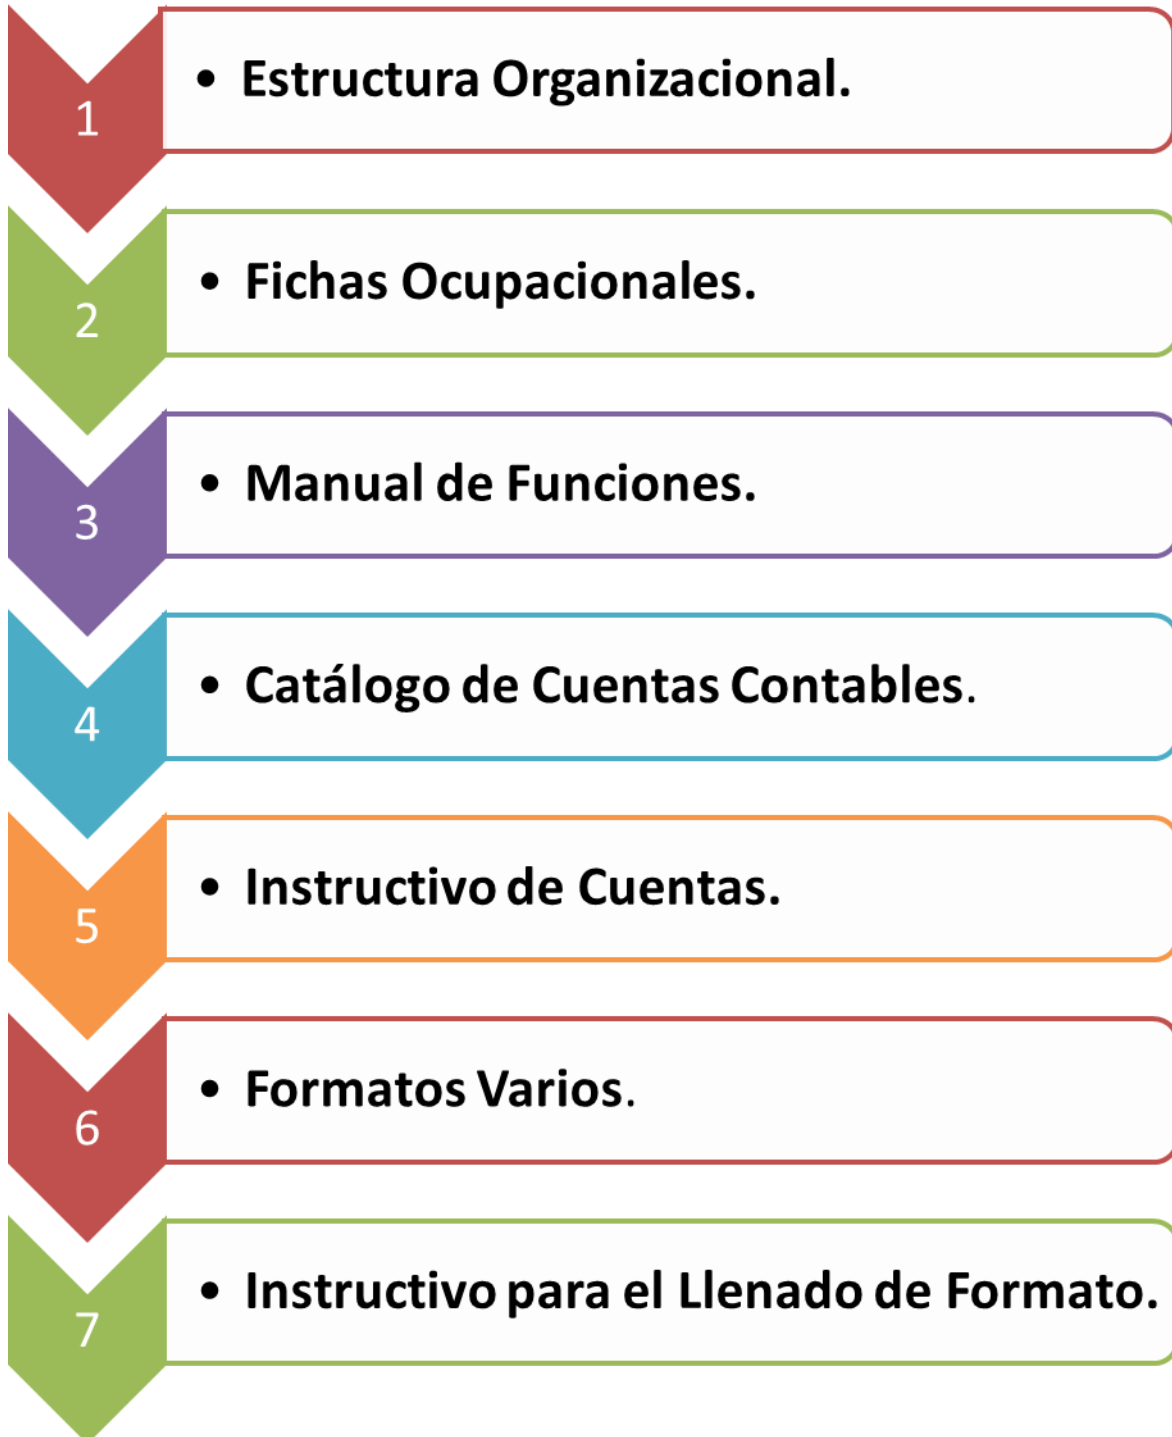 1
• Estructura Organizacional.
2
• Fichas Ocupacionales.
3
• Manual de Funciones.
4
• Catálogo de Cuentas Contables.
5
• Instructivo de Cuentas.
6
• Formatos Varios.
7
• Instructivo para el Llenado de Formato.